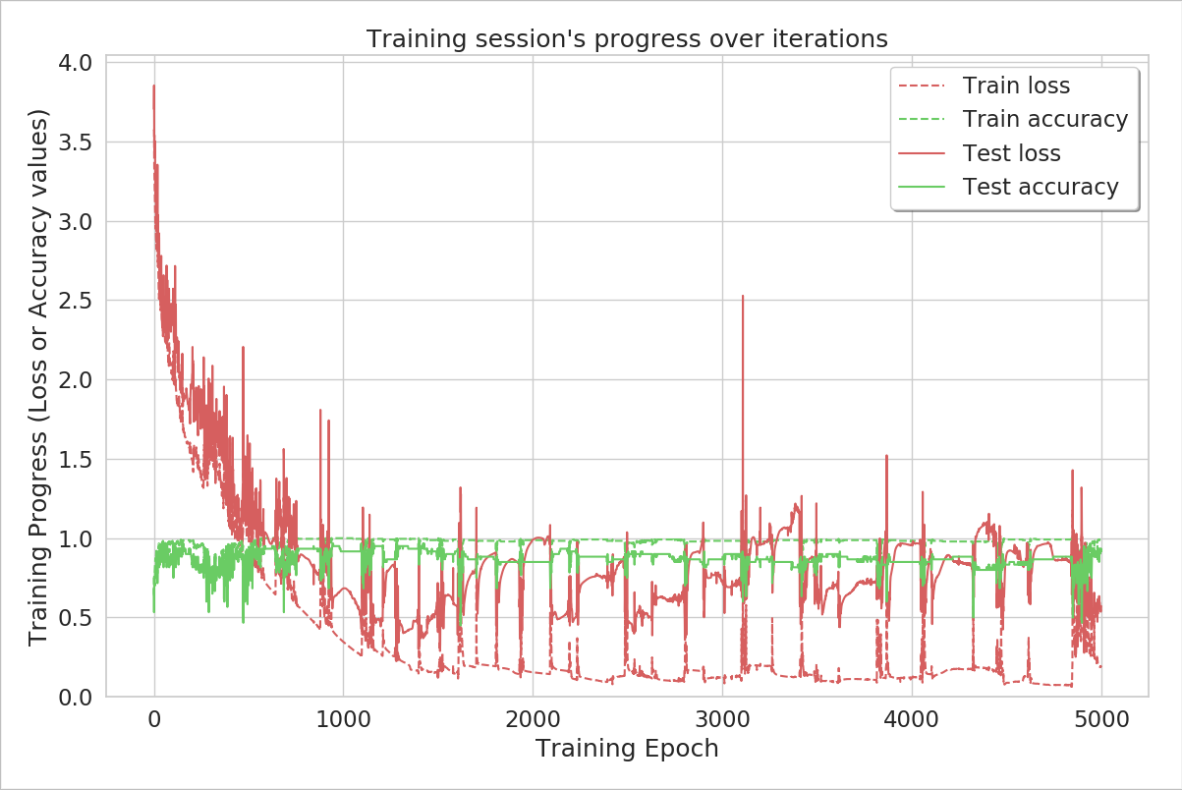 Training session's progress over iterations
Train loss
Train accuracy
Test loss
Test accuracy
Training Progress (Loss or Accuracy values)
4.0
3.5
3.0
2.5
2.0
1.5
1.0
0.5
0.0
0 1000 2000 3000 4000 5000
Training Epoch